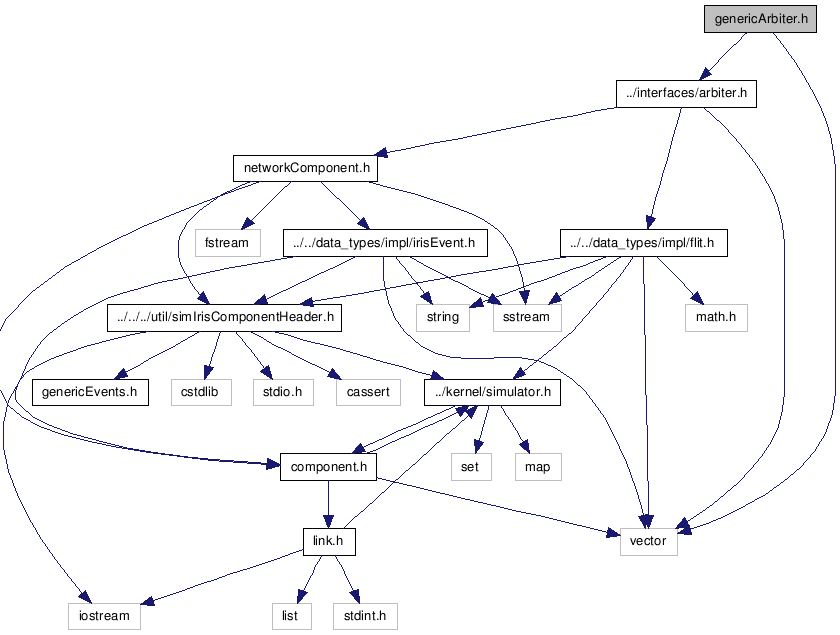 genericArbiter.h
../interfaces/arbiter.h
networkComponent.h
fstream
../../data_types/impl/irisEvent.h
../../data_types/impl/flit.h
../../../util/simIrisComponentHeader.h
string
sstream
math.h
genericEvents.h
cstdlib
stdio.h
cassert
../kernel/simulator.h
component.h
set
map
link.h
vector
iostream
list
stdint.h